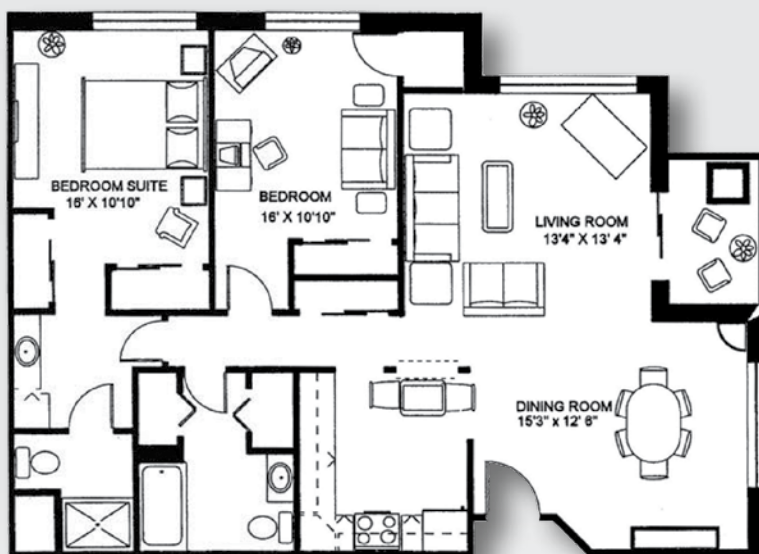 BEDROOM SUITE
16' X 10'10"
BEDROOM
16' X 10'10"
LIVING ROOM
13'4" X 13' 4"
DINING ROOM
15'3" x 12' 6"